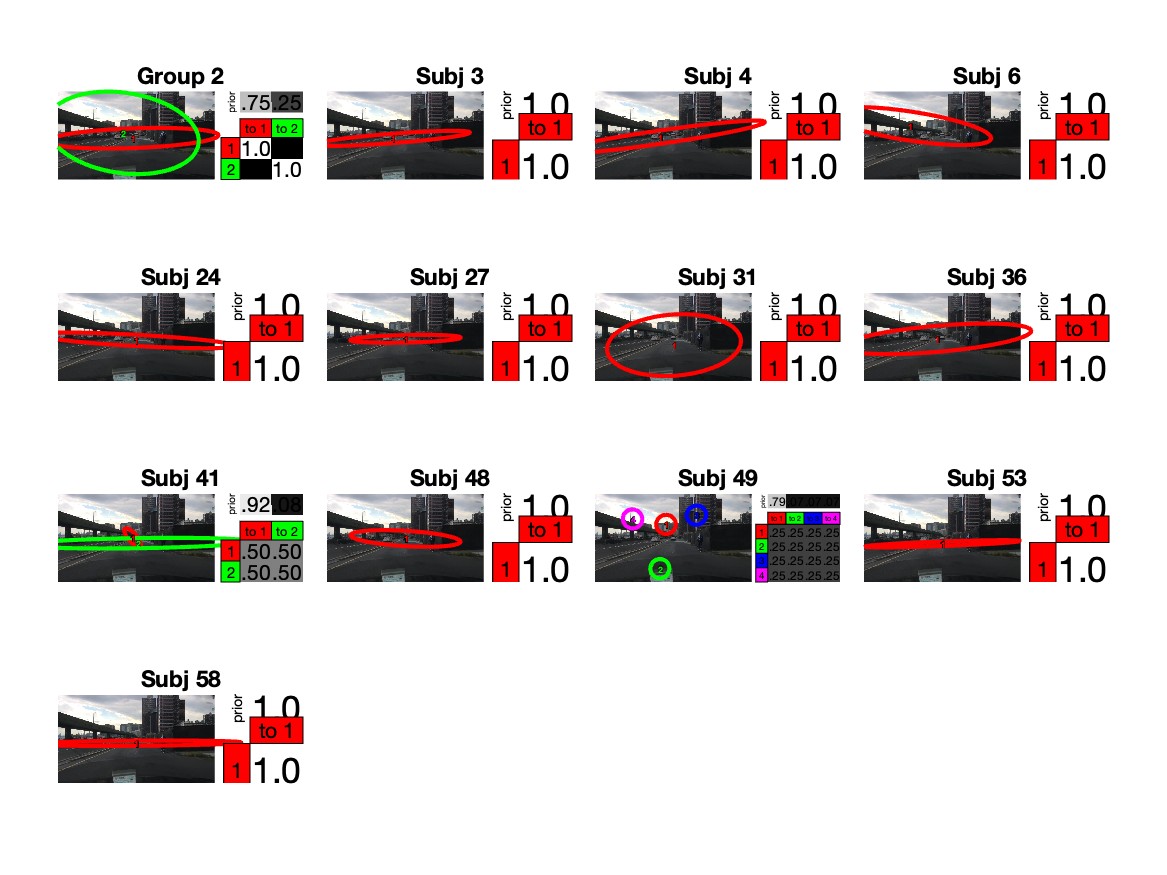 Group 2
prior .75 .25
to 1 to 2
1 1.0
2 1.0
Subj 3
prior 1.0
to 1
1 1.0
Subj 4
prior 1.0
to 1
1 1.0
Subj 6
prior 1.0
to 1
1 1.0
Subj 24
prior 1.0
to 1
1 1.0
Subj 27
prior 1.0
to 1
1 1.0
Subj 31
prior 1.0
to 1
1 1.0
Subj 36
prior 1.0
to 1
1 1.0
Subj 41
prior .92 .08
to 1 to 2
1 .50 .50
2 .50 .50
Subj 48
prior 1.0
to 1
1 1.0
Subj 49
prior .79
to 1 to 2 to 4
1 .25 .25 .25 .25
2 .25 .25 .25 .25
.25 .25 .25 .25
4 .25 .25 .25 .25
Subj 53
prior 1.0
to 1
1 1.0
Subj 58
prior 1.0
to 1
1 1.0